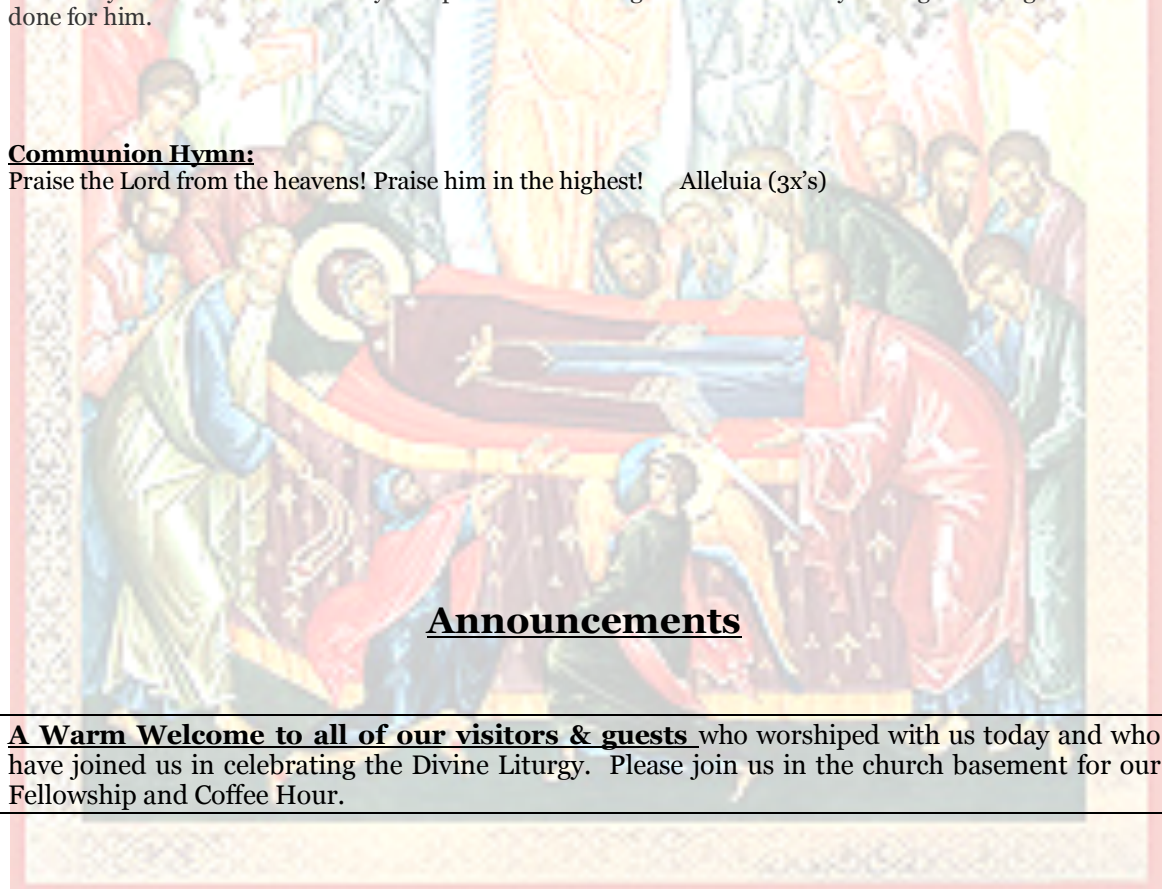 done for him.
Communion Hymn:
Praise the Lord from the heavens! Praise him in the highest! Alleluia (3x's)
Announcements
A Warm Welcome to all of our visitors & guests who worshiped with us today and who
have joined us in celebrating the Divine Liturgy. Please join us in the church basement for our
Fellowship and Coffee Hour.